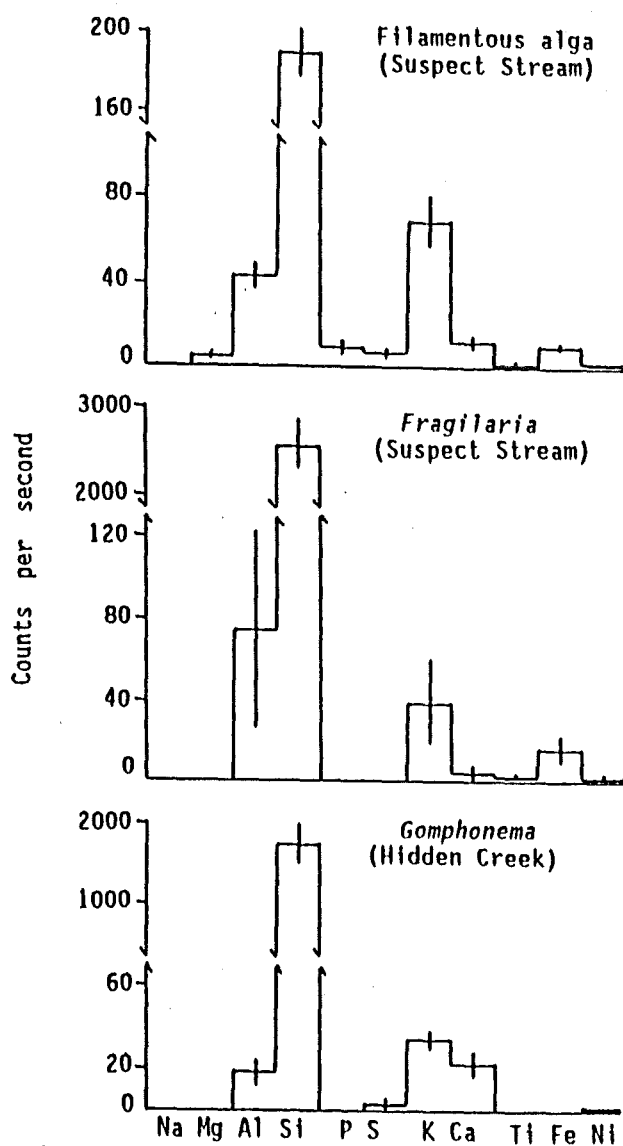 Counts per second
200
160
80
40
0
Filamentous alga
(Suspect Stream)
3000
2000
120
80
40
0
Fragilaria
(Suspect Stream)
2000
1000
60
20
0
Gomphonema
(Hidden Creek)
Na Mg Al Si P S K Ca Ti Fe Ni